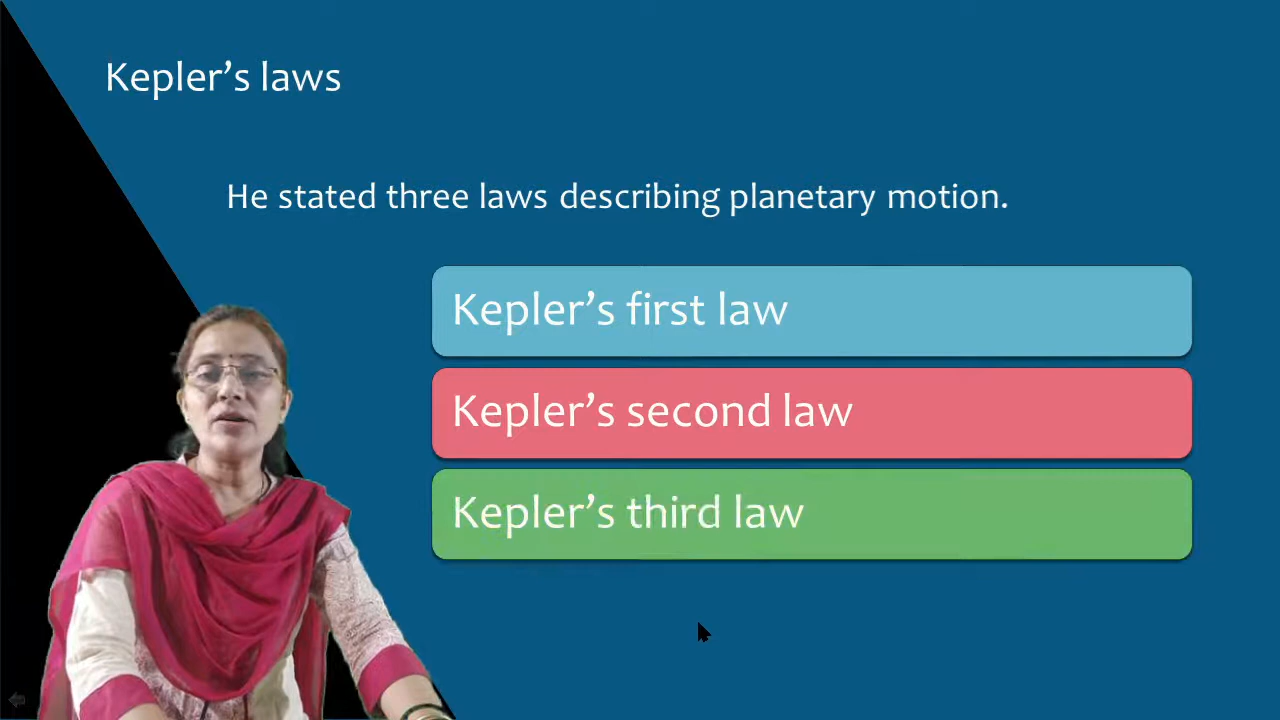 Kepler’s laws
He stated three laws describing planetary motion.
Kepler’s first law
Kepler’s second law
Kepler’s third law